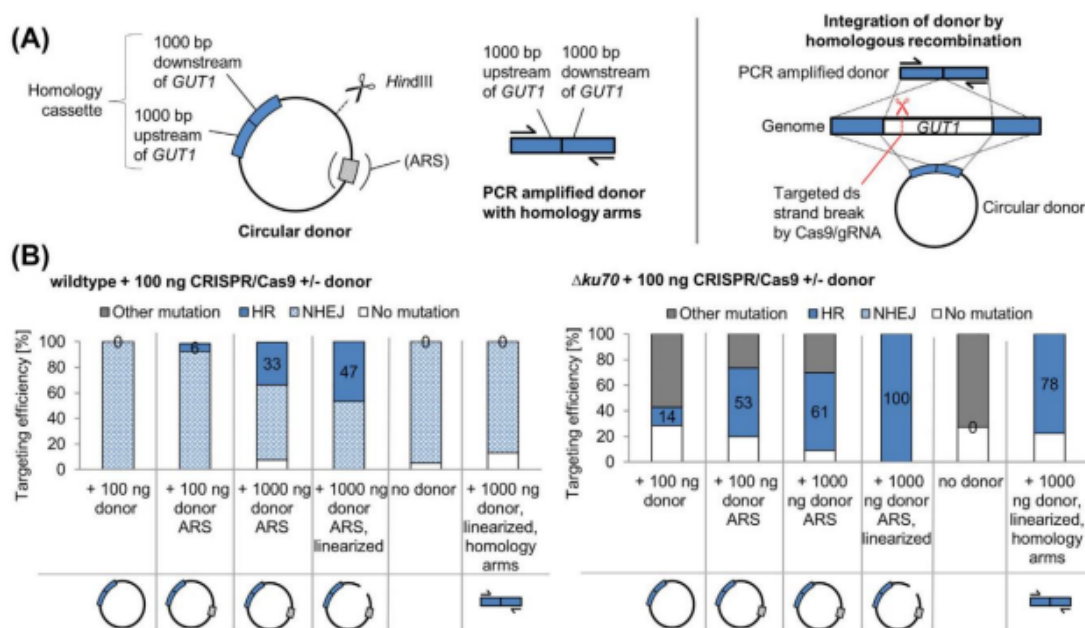 (A)
1000 bp
downstream
of GUT1
Homology
cassette
1000 bp
upstream
of GUT1
HindIII
(ARS)
Circular donor
1000 bp
upstream
of GUT1
1000 bp
downstream
of GUT1
PCR amplified donor
with homology arms
Integration of donor by
homologous recombination
PCR amplified donor
Genome
GUT1
Targeted ds
strand break
by Cas9/gRNA
Circular donor
(B)
wildtype + 100 ng CRISPR/Cas9 +/- donor
Other mutation HR NHEJ No mutation
Targeting efficiency [%]
100
80
60
40
20
0
0
6
33
47
0
0
+ 100 ng
donor
+ 100 ng
donor
ARS
+ 1000 ng
donor
ARS
+ 1000 ng
donor
ARS,
linearized
no donor
+ 1000 ng
donor,
linearized,
homology
arms
Δku70 + 100 ng CRISPR/Cas9 +/- donor
Other mutation HR NHEJ No mutation
Targeting efficiency [%]
100
80
60
40
20
0
14
53
61
100
0
78
+ 100 ng
donor
+ 100 ng
donor
ARS
+ 1000
ng donor
ARS
+ 1000
ng donor
ARS,
linearized
no donor
+ 1000
ng donor,
linearized,
homology
arms